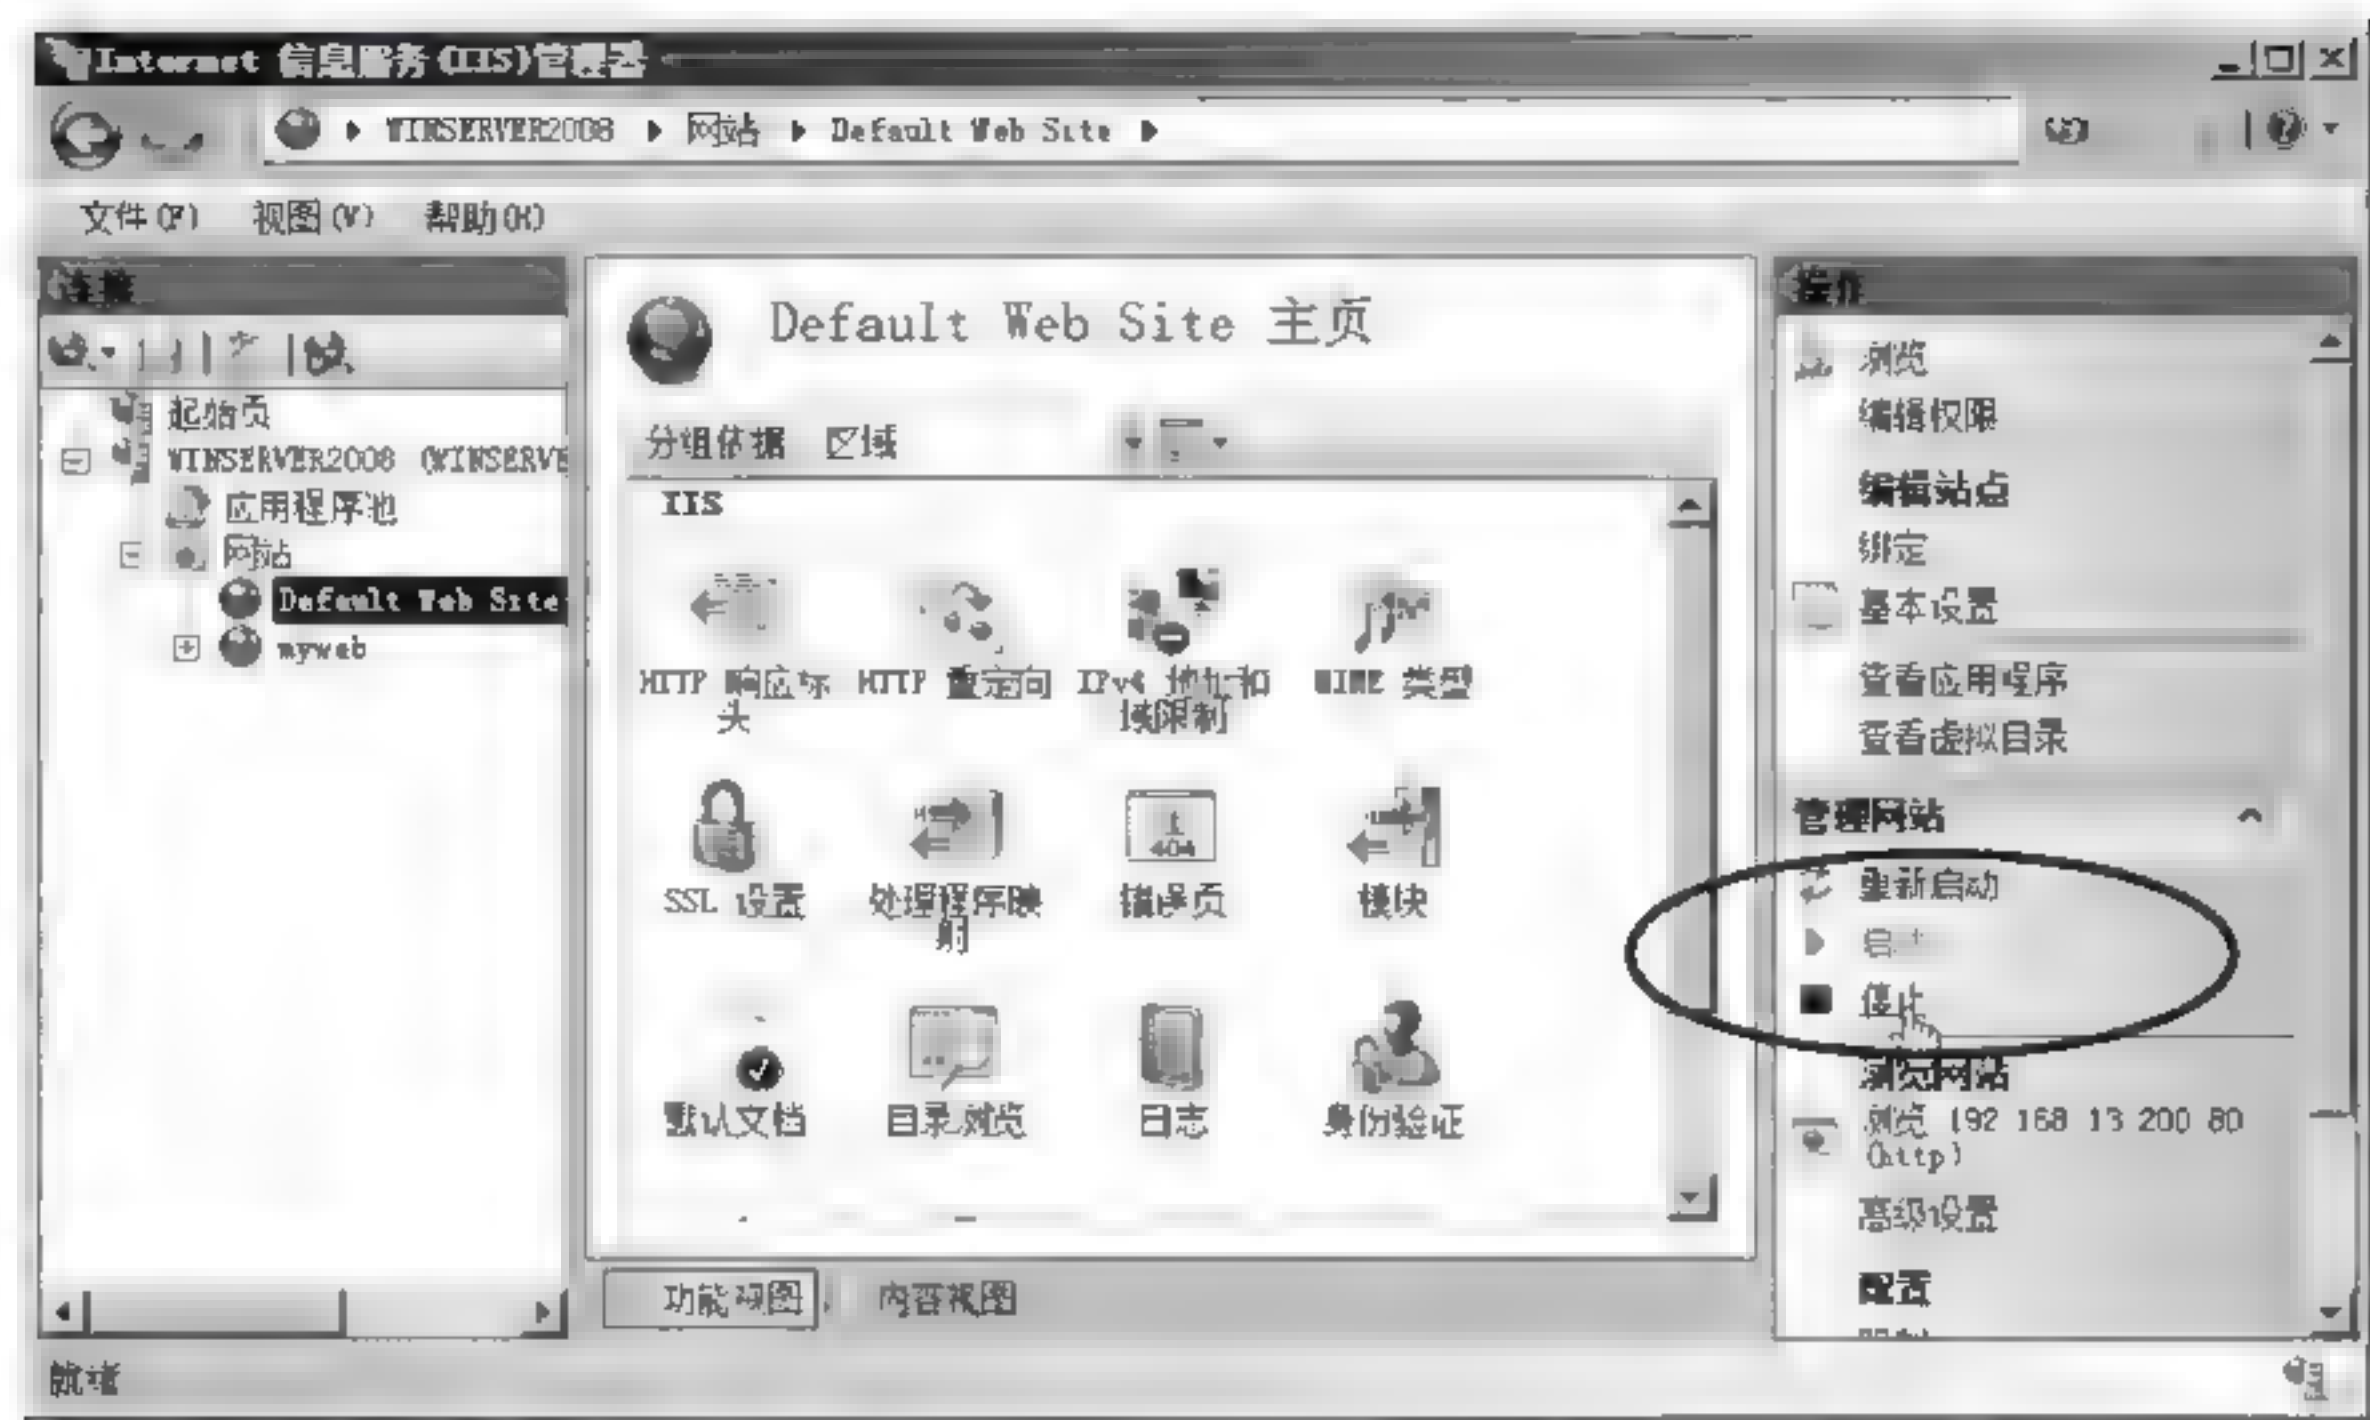 Internet 信息服务(IIS)管理器
WINSERVER2008 网站 Default Web Site
文件(F) 视图(V) 帮助(H)
连接
起始页
WINSERVER2008 (WINSERVE
应用程序池
网站
Default Web Site
myweb
Default Web Site 主页
分组依据 区域
IIS
HTTP 响应标
头
HTTP 重定向
IPv4 地址和
域限制
MIME 类型
SSL 设置
处理程序映
射
错误页
404
模块
默认文档
目录浏览
日志
身份验证
功能视图
内容视图
操作
浏览
编辑权限
编辑站点
绑定
基本设置
查看应用程序
查看虚拟目录
管理网站
重新启动
启动
停止
浏览网站
浏览 192 168 13 200 80
(http)
高级设置
配置
就绪